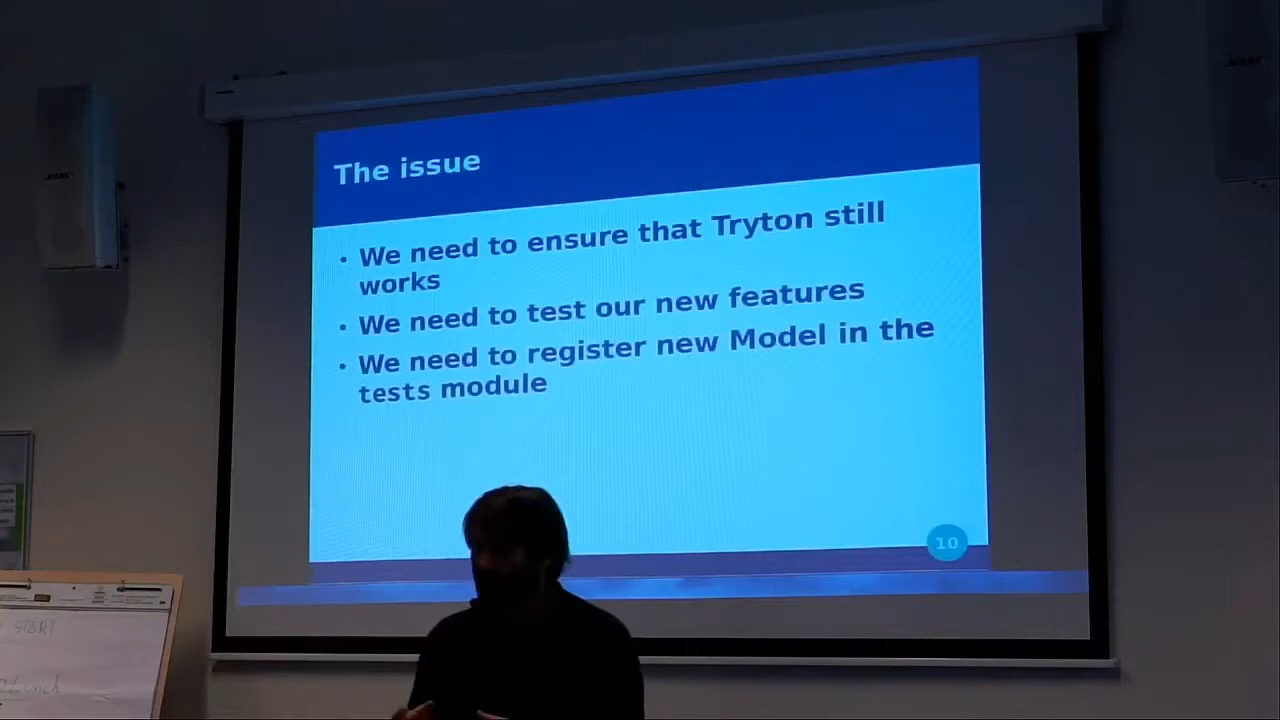 The issue
• We need to ensure that Tryton still
works
• We need to test our new features
• We need to register new Model in the
tests module
10
START
Lunch